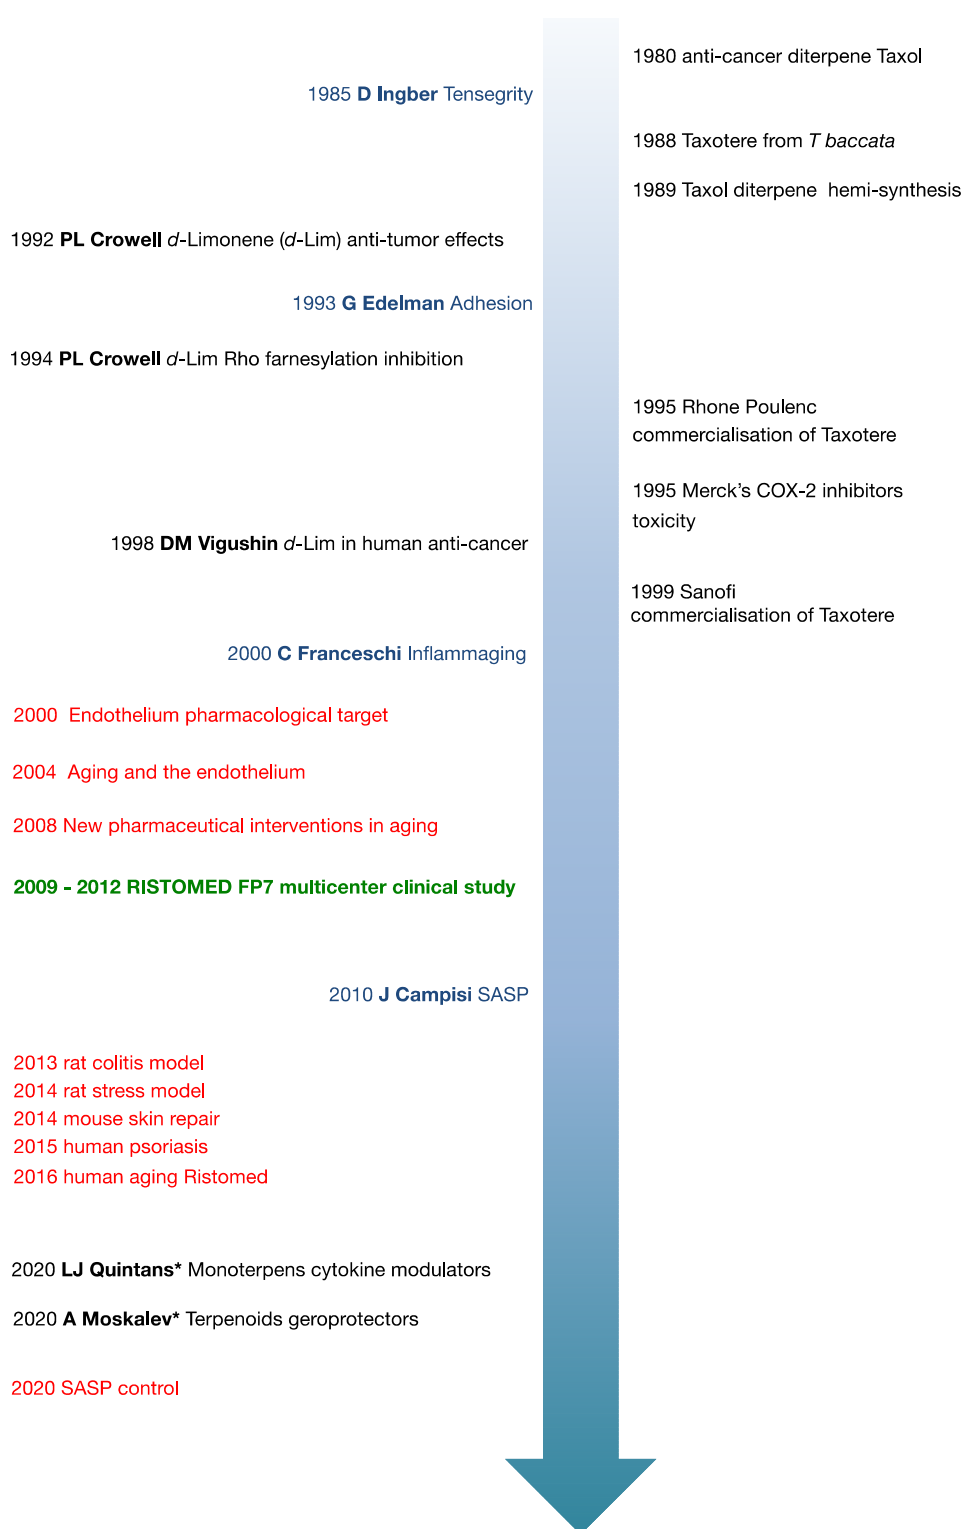 1980 anti-cancer diterpene Taxol
1985 D Ingber Tensegrity
1988 Taxotere from T baccata
1989 Taxol diterpene hemi-synthesis
1992 PL Crowell d-Limonene (d-Lim) anti-tumor effects
1993 G Edelman Adhesion
1994 PL Crowell d-Lim Rho farnesylation inhibition
1995 Rhone Poulenc
commercialisation of Taxotere
1995 Merck's COX-2 inhibitors
toxicity
1998 DM Vigushin d-Lim in human anti-cancer
1999 Sanofi
commercialisation of Taxotere
2000 C Franceschi Inflammaging
2000 Endothelium pharmacological target
2004 Aging and the endothelium
2008 New pharmaceutical interventions in aging
2009 - 2012 RISTOMED FP7 multicenter clinical study
2010 J Campisi SASP
2013 rat colitis model
2014 rat stress model
2014 mouse skin repair
2015 human psoriasis
2016 human aging Ristomed
2020 LJ Quintans* Monoterpens cytokine modulators
2020 A Moskalev* Terpenoids geroprotectors
2020 SASP control